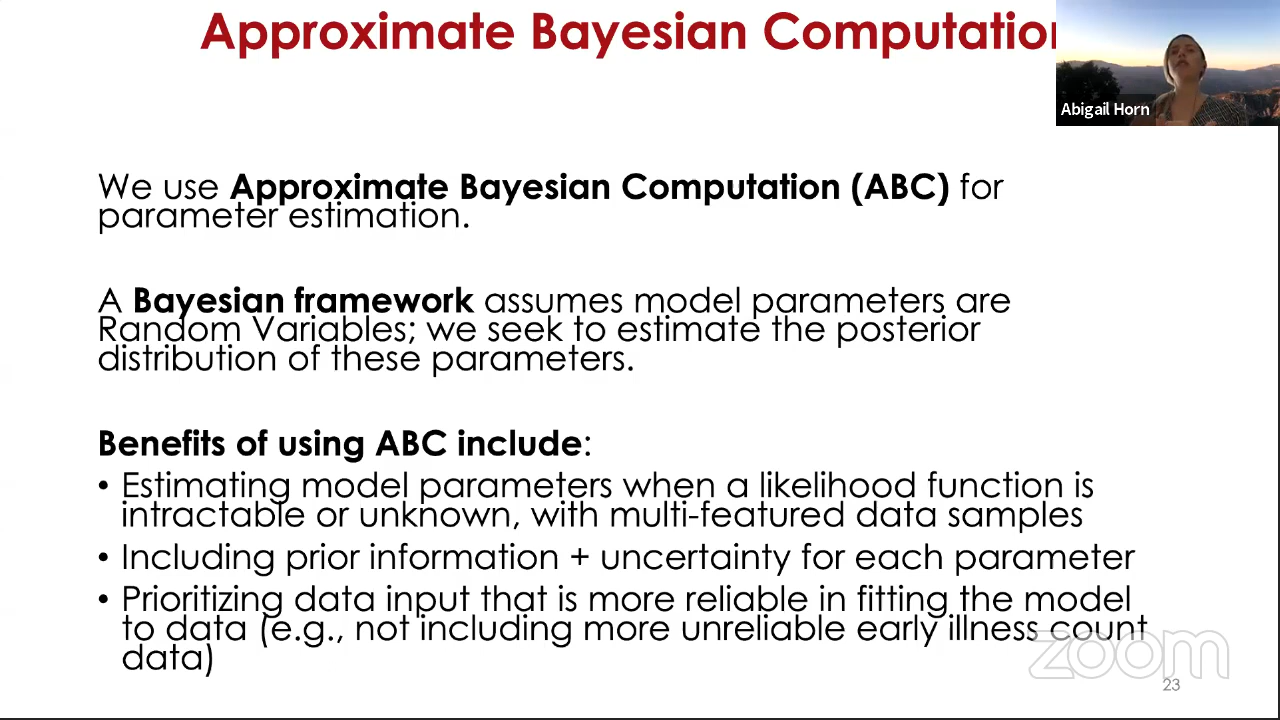 Approximate Bayesian Computation
Abigail Horn
We use Approximate Bayesian Computation (ABC) for
parameter estimation.
A Bayesian framework assumes model parameters are
Random Variables; we seek to estimate the posterior
distribution of these parameters.
Benefits of using ABC include:
• Estimating model parameters when a likelihood function is
intractable or unknown, with multi-featured data samples
• Including prior information + uncertainty for each parameter
• Prioritizing data input that is more reliable in fitting the model
to data (e.g., not including more unreliable early illness count
data)
zoom
23